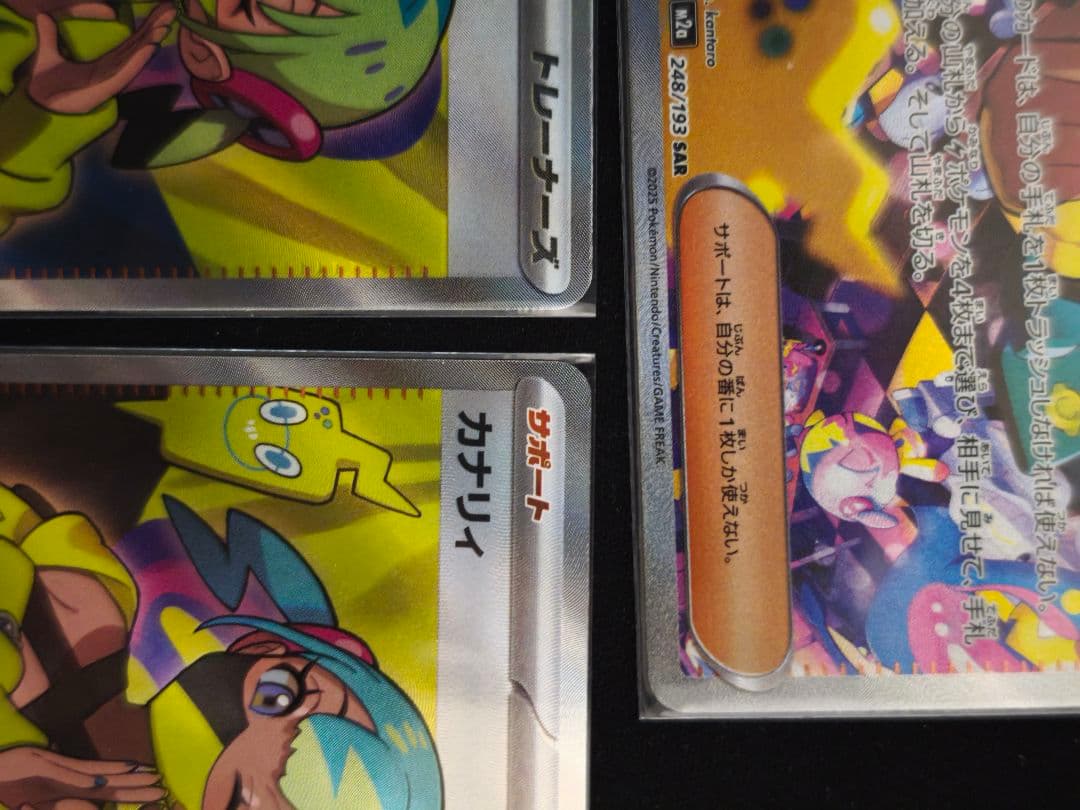 トレーナーズ
サポート
カナリィ
kantaro
m2a 248/193 SAR
©2025 Pokémon/Nintendo/Creatures/GAME FREAK
サポートは、自分の番に1枚しか使えない。
カードは、自分の手札を1枚トラッシュしなければ使えない。
の山札からポケモンを4枚まで選び、相手に見せて、手札
加える。そして山札を切る。